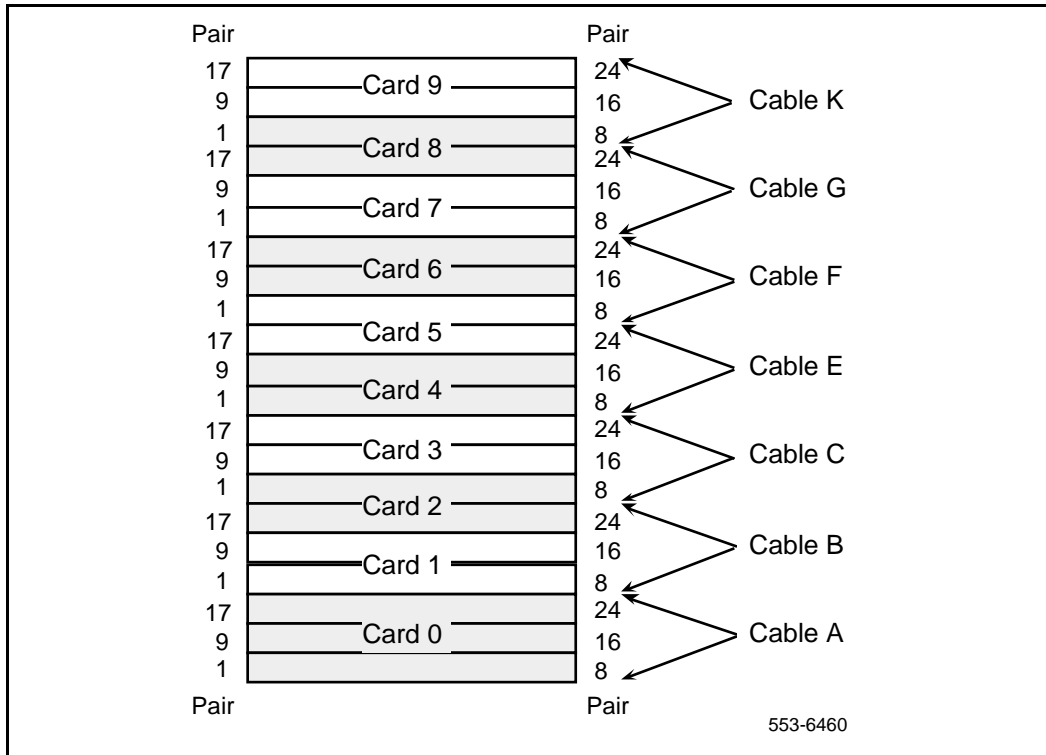 Pair Pair
17 Card 9 24
9 16 Cable K
1 8
17 Card 8 24
9 16 Cable G
1 Card 7 8
17 24
9 Card 6 16 Cable F
1 8
17 Card 5 24
9 16 Cable E
1 Card 4 8
17 24
9 Card 3 16 Cable C
1 8
17 Card 2 24
9 16 Cable B
1 Card 1 8
17 24
9 Card 0 16 Cable A
1 8
Pair Pair
553-6460